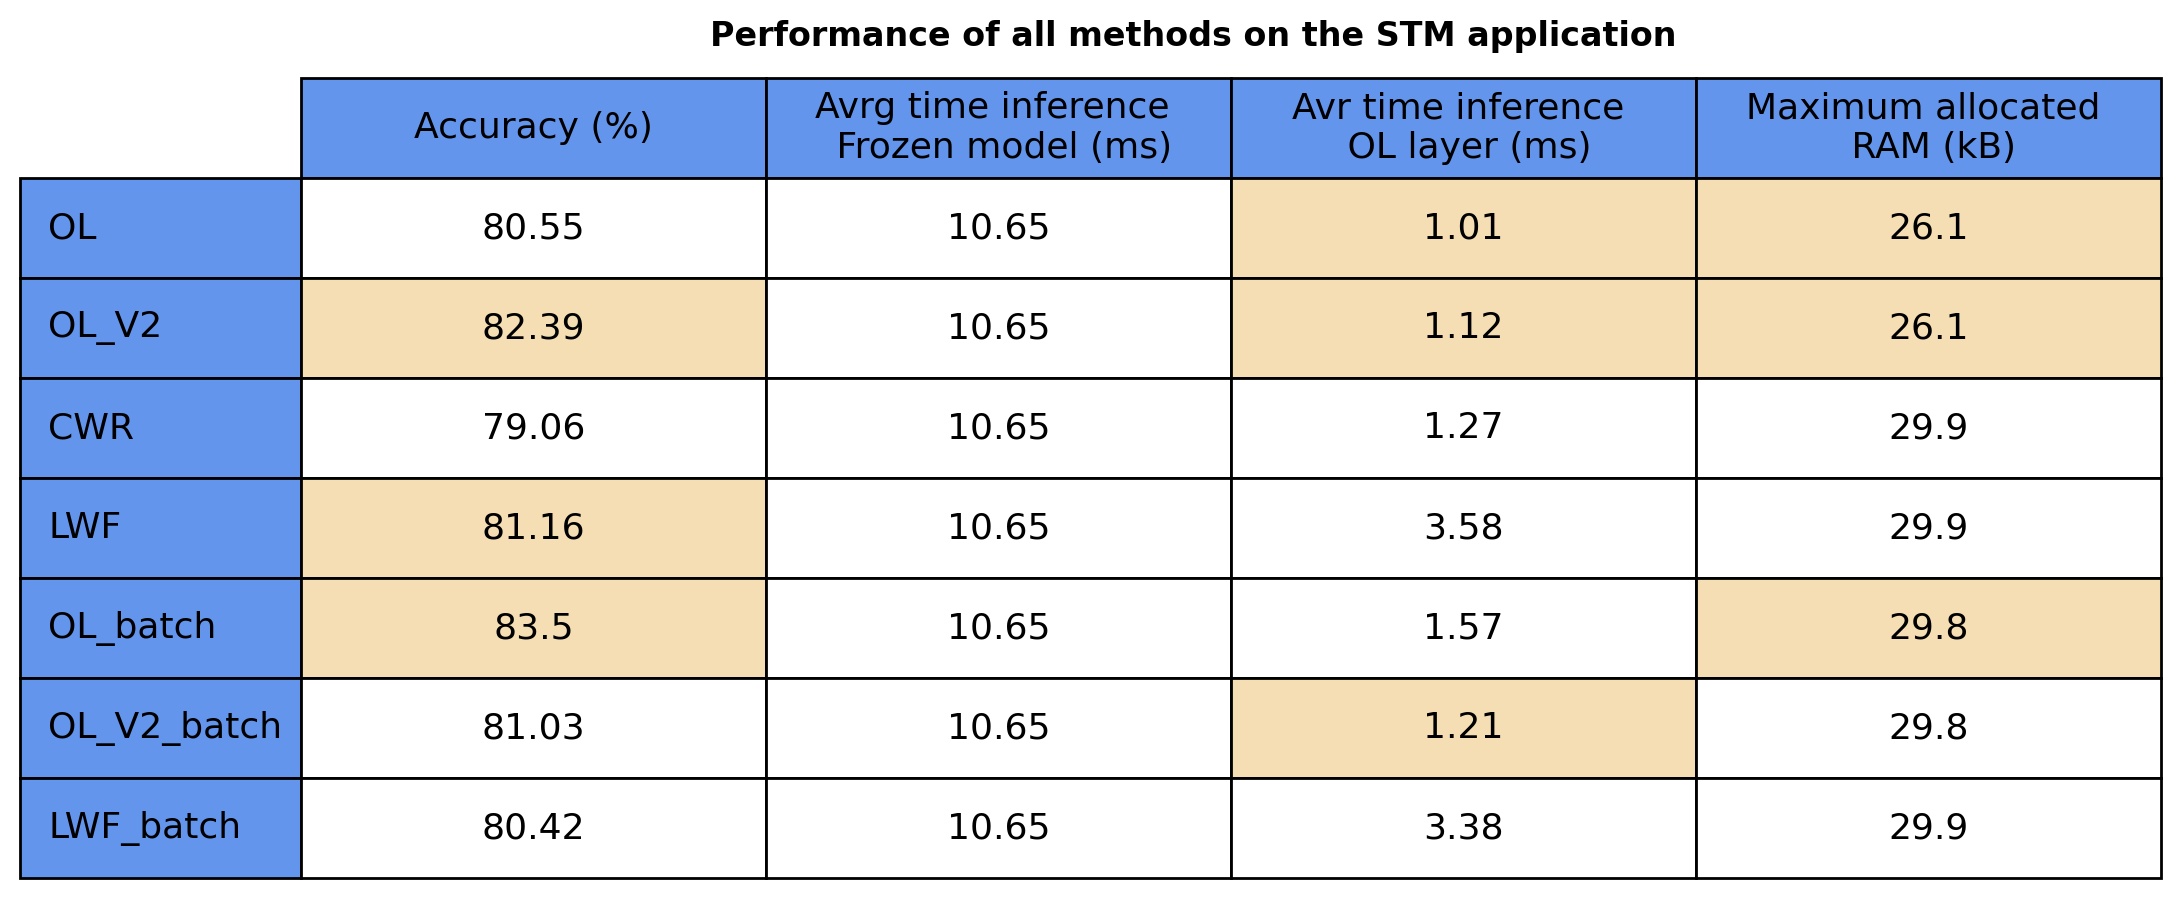 Performance of all methods on the STM application
Accuracy (%) Avrg time inference Frozen model (ms) Avr time inference OL layer (ms) Maximum allocated RAM (kB)
OL 80.55 10.65 1.01 26.1
OL_V2 82.39 10.65 1.12 26.1
CWR 79.06 10.65 1.27 29.9
LWF 81.16 10.65 3.58 29.9
OL_batch 83.5 10.65 1.57 29.8
OL_V2_batch 81.03 10.65 1.21 29.8
LWF_batch 80.42 10.65 3.38 29.9